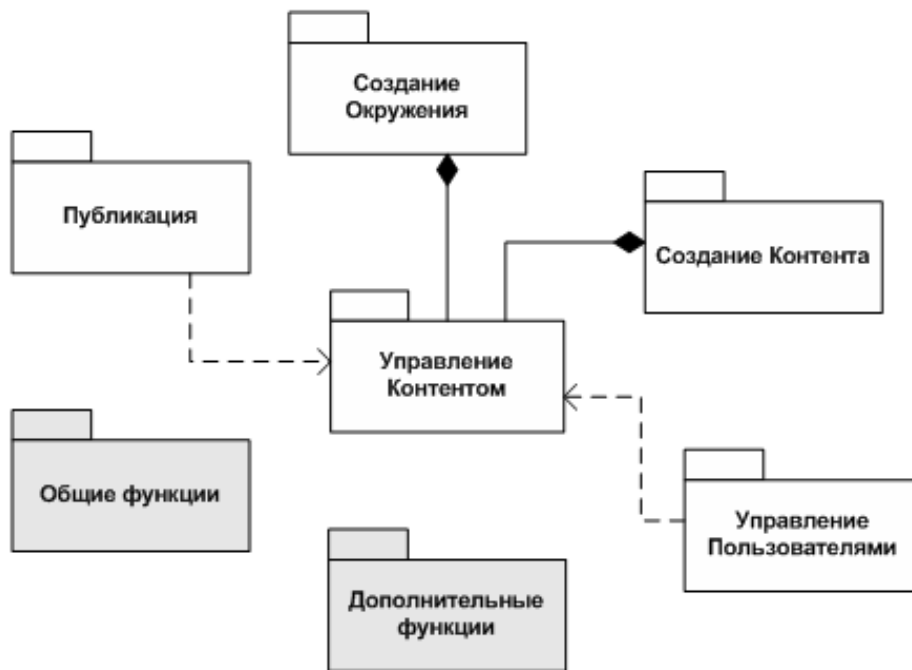 Создание
Окружения
Публикация
Создание Контента
Управление
Контентом
Общие функции
Управление
Пользователями
Дополнительные
функции